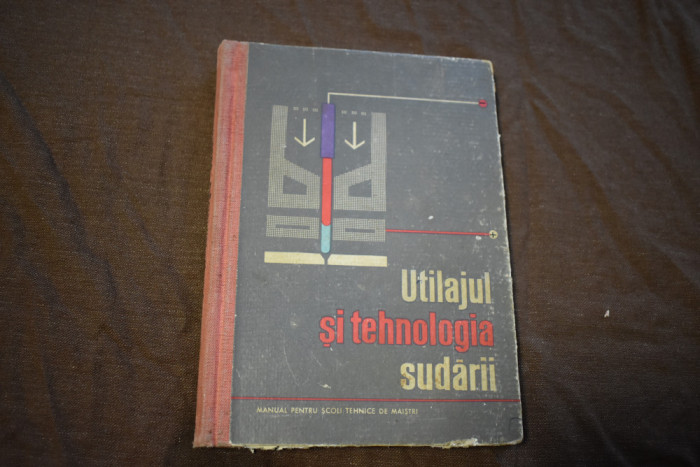 Utilajul
și tehnologia
sudării
MANUAL PENTRU ȘCOLI TEHNICE DE MAIȘTRI